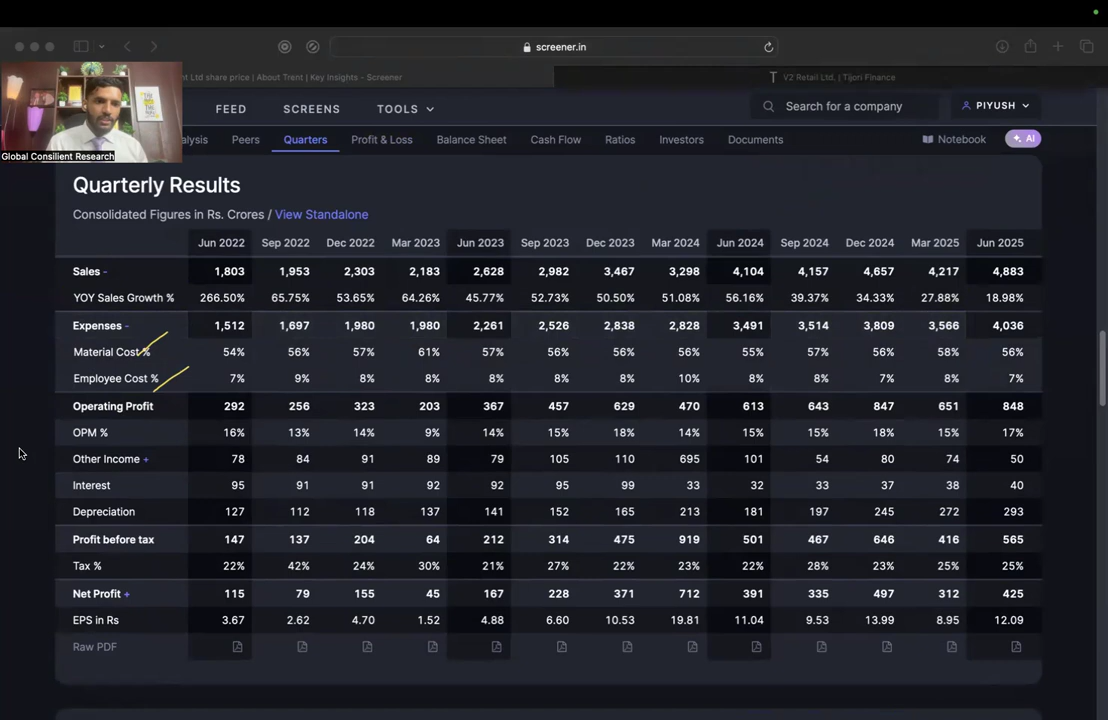 screener.in
nt Ltd share price | About Trent | Key Insights - Screener
V2 Retail Ltd. | Tijori Finance
FEED SCREENS TOOLS Search for a company PIYUSH
alysis Peers Quarters Profit & Loss Balance Sheet Cash Flow Ratios Investors Documents Notebook AI
Global Consilient Research
Quarterly Results
Consolidated Figures in Rs. Crores / View Standalone
Jun 2022 Sep 2022 Dec 2022 Mar 2023 Jun 2023 Sep 2023 Dec 2023 Mar 2024 Jun 2024 Sep 2024 Dec 2024 Mar 2025 Jun 2025
Sales - 1,803 1,953 2,303 2,183 2,628 2,982 3,467 3,298 4,104 4,157 4,657 4,217 4,883
YOY Sales Growth % 266.50% 65.75% 53.65% 64.26% 45.77% 52.73% 50.50% 51.08% 56.16% 39.37% 34.33% 27.88% 18.98%
Expenses - 1,512 1,697 1,980 1,980 2,261 2,526 2,838 2,828 3,491 3,514 3,809 3,566 4,036
Material Cost % 54% 56% 57% 61% 57% 56% 56% 56% 55% 57% 56% 58% 56%
Employee Cost % 7% 9% 8% 8% 8% 8% 8% 10% 8% 8% 7% 8% 7%
Operating Profit 292 256 323 203 367 457 629 470 613 643 847 651 848
OPM % 16% 13% 14% 9% 14% 15% 18% 14% 15% 15% 18% 15% 17%
Other Income + 78 84 91 89 79 105 110 695 101 54 80 74 50
Interest 95 91 91 92 92 95 99 33 32 33 37 38 40
Depreciation 127 112 118 137 141 152 165 213 181 197 245 272 293
Profit before tax 147 137 204 64 212 314 475 919 501 467 646 416 565
Tax % 22% 42% 24% 30% 21% 27% 22% 23% 22% 28% 23% 25% 25%
Net Profit + 115 79 155 45 167 228 371 712 391 335 497 312 425
EPS in Rs 3.67 2.62 4.70 1.52 4.88 6.60 10.53 19.81 11.04 9.53 13.99 8.95 12.09
Raw PDF